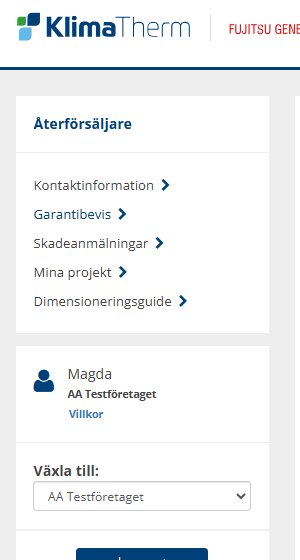 KlimaTherm
FUJITSU GENE
Återförsäljare
Kontaktinformation
Garantibevis
Skadeanmälningar
Mina projekt
Dimensioneringsguide
Magda
AA Testföretaget
Villkor
Växla till:
AA Testföretaget